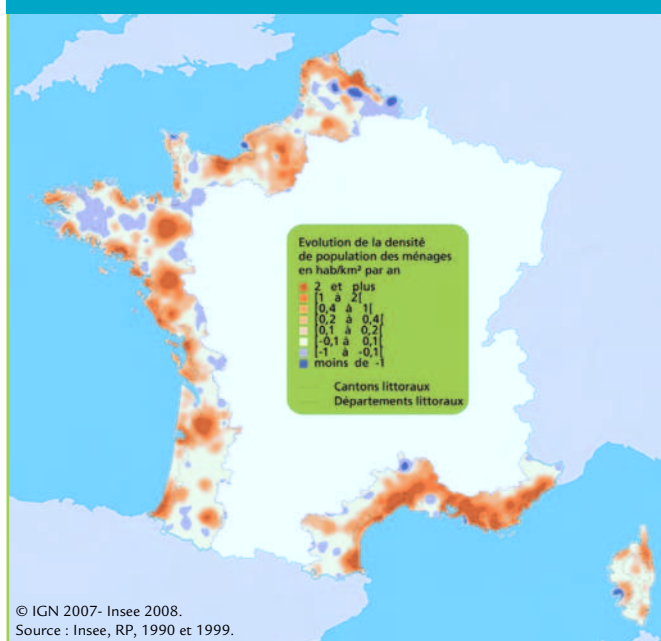 Evolution de la densité
de population des ménages
en hab/km² par an
2 et plus
[1 à 2[
[0,4 à 1[
[0,2 à 0,4[
[0,1 à 0,2[
[-0,1 à 0,1[
[-1 à -0,1[
moins de -1
Cantons littoraux
Départements littoraux
© IGN 2007- Insee 2008.
Source : Insee, RP, 1990 et 1999.